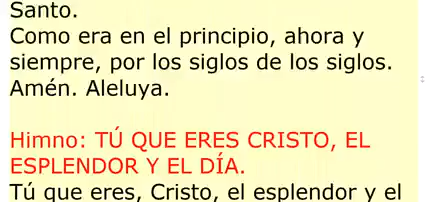 Santo.
Como era en el principio, ahora y
siempre, por los siglos de los siglos.
Amén. Aleluya.
Himno: TÚ QUE ERES CRISTO, EL
ESPLENDOR Y EL DÍA.
Tú que eres, Cristo, el esplendor y el